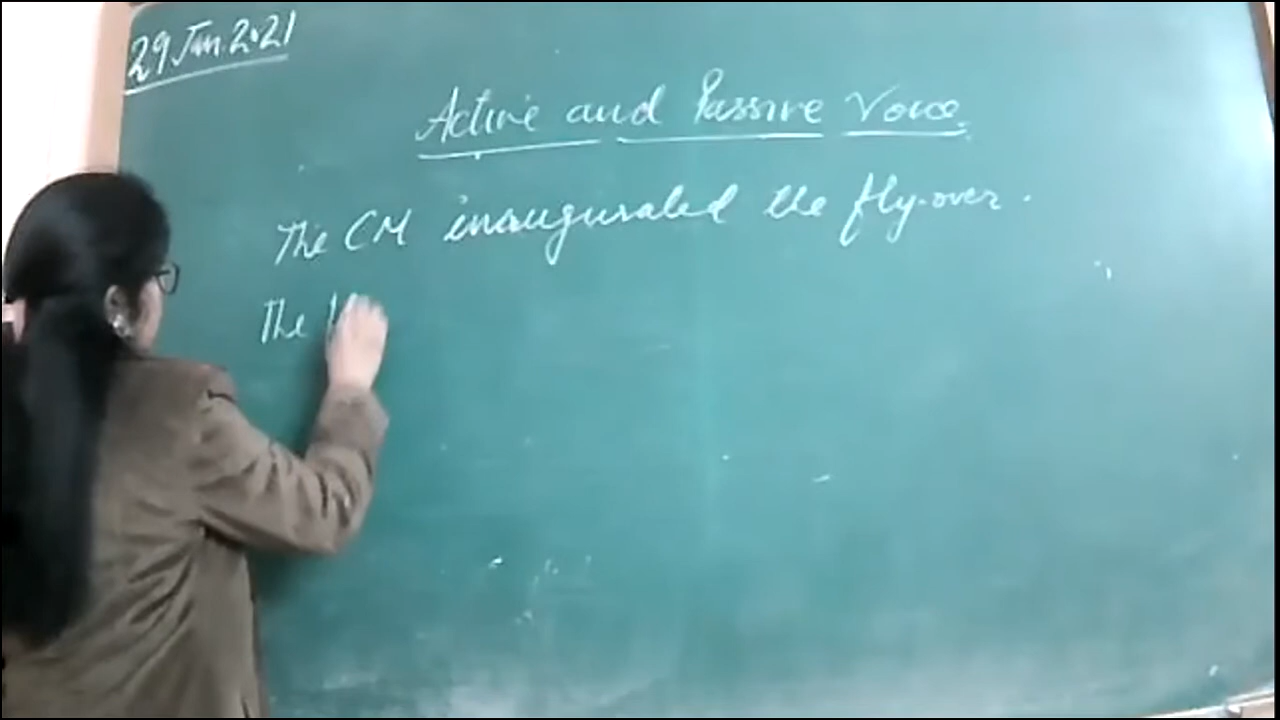 29 Jan. 2021
Active and Passive Voice
The CM inaugurated the fly-over.
The